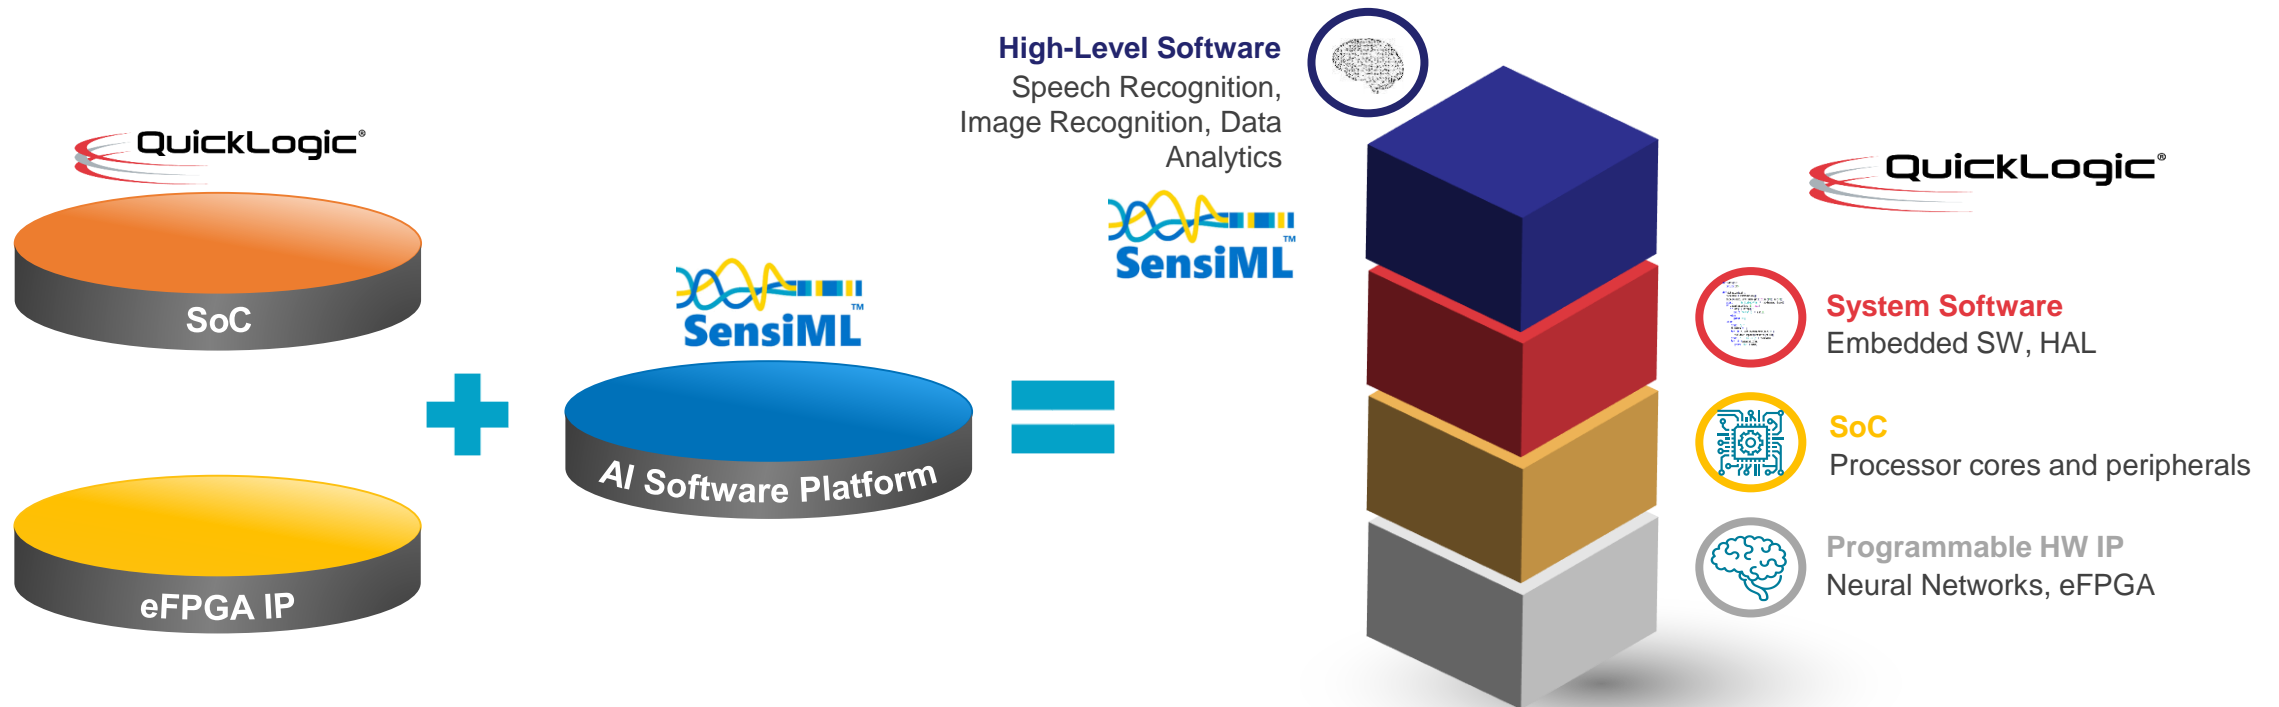 QuickLogic®
SoC
eFPGA IP
SensiML™
AI Software Platform
High-Level Software
Speech Recognition,
Image Recognition, Data
Analytics
SensiML™
QuickLogic®
System Software
Embedded SW, HAL
SoC
Processor cores and peripherals
Programmable HW IP
Neural Networks, eFPGA